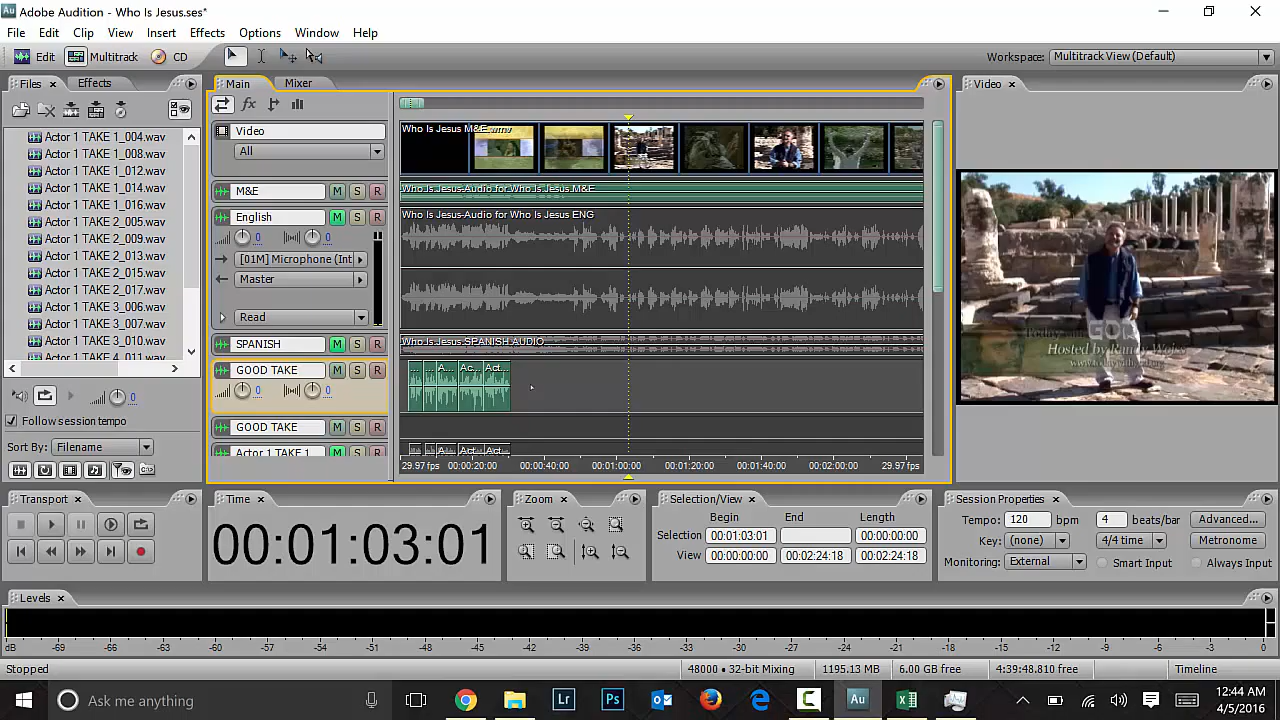 Adobe Audition - Who Is Jesus.ses*
File Edit Clip View Insert Effects Options Window Help
Edit Multitrack CD
Workspace: Multitrack View (Default)
Files Effects
Main Mixer
Video
Actor 1 TAKE 1_004.wav
Actor 1 TAKE 1_008.wav
Actor 1 TAKE 1_012.wav
Actor 1 TAKE 1_014.wav
Actor 1 TAKE 1_016.wav
Actor 1 TAKE 2_005.wav
Actor 1 TAKE 2_009.wav
Actor 1 TAKE 2_013.wav
Actor 1 TAKE 2_015.wav
Actor 1 TAKE 2_017.wav
Actor 1 TAKE 3_006.wav
Actor 1 TAKE 3_007.wav
Actor 1 TAKE 3_010.wav
Actor 1 TAKE 4_011.wav
0
Follow session tempo
Sort By: Filename
fx
Video
All
M&E M S R
English M S R
0 0
[01M] Microphone (Int
Master
Read
SPANISH M S R
GOOD TAKE M S R
0 0
GOOD TAKE M S R
Actor 1 TAKE 1 M S R
Who Is Jesus M&E.wmv
Who Is Jesus-Audio for Who Is Jesus M&E
Who Is Jesus-Audio for Who Is Jesus ENG
Who Is Jesus SPANISH AUDIO
... ... A... Ac... Act...
A... Act... Act...
29.97 fps 00:00:20:00 00:00:40:00 00:01:00:00 00:01:20:00 00:01:40:00 00:02:00:00 29.97 fps
GOD
Hosted by
Transport
Time
00:01:03:01
Zoom
Selection/View
Begin End Length
Selection 00:01:03:01 00:00:00:00
View 00:00:00:00 00:02:24:18 00:02:24:18
Session Properties
Tempo: 120 bpm 4 beats/bar Advanced...
Key: (none) 4/4 time Metronome
Monitoring: External Smart Input Always Input
Levels
dB -69 -66 -63 -60 -57 -54 -51 -48 -45 -42 -39 -36 -33 -30 -27 -24 -21 -18 -15 -12 -9 -6 -3 0
Stopped
48000 • 32-bit Mixing 1195.13 MB 6.00 GB free 4:39:48.810 free Timeline
Ask me anything
Lr Ps Au
12:44 AM
4/5/2016